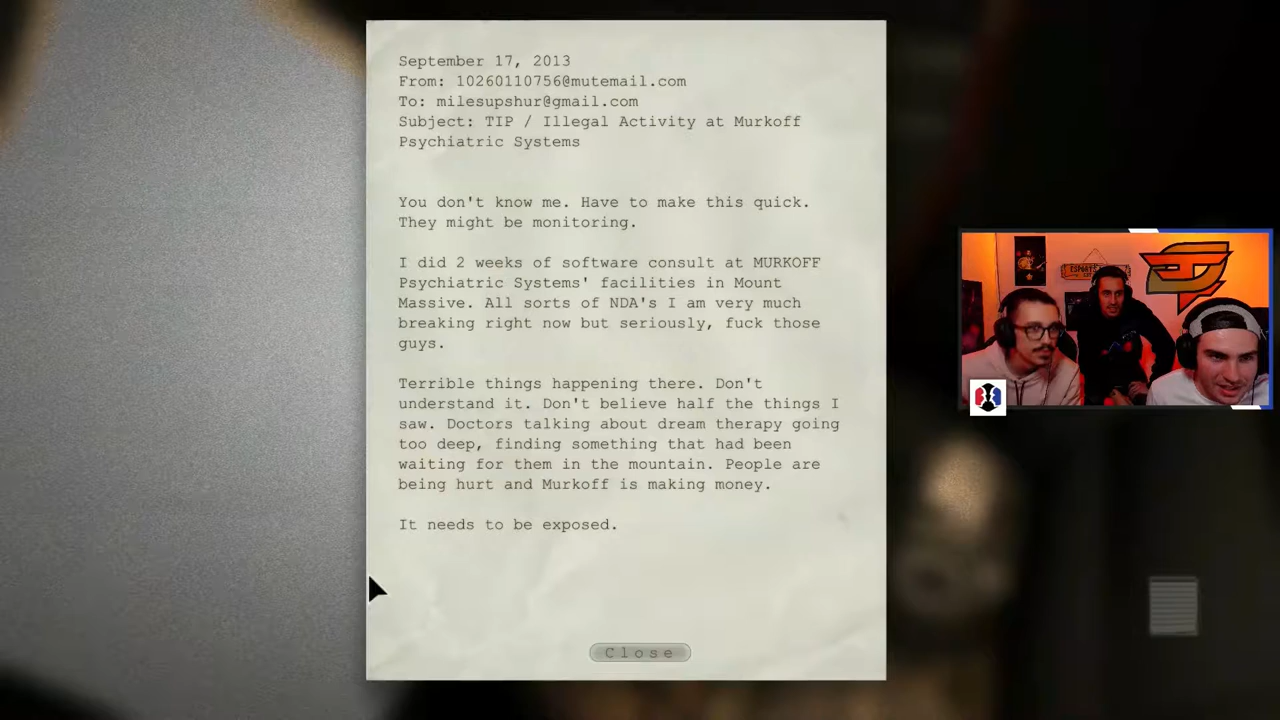 September 17, 2013
From: 10260110756@mutemail.com
To: milesupshur@gmail.com
Subject: TIP / Illegal Activity at Murkoff
Psychiatric Systems
You don't know me. Have to make this quick.
They might be monitoring.
I did 2 weeks of software consult at MURKOFF
Psychiatric Systems' facilities in Mount
Massive. All sorts of NDA's I am very much
breaking right now but seriously, fuck those
guys.
Terrible things happening there. Don't
understand it. Don't believe half the things I
saw. Doctors talking about dream therapy going
too deep, finding something that had been
waiting for them in the mountain. People are
being hurt and Murkoff is making money.
It needs to be exposed.
Close
ESPORTS